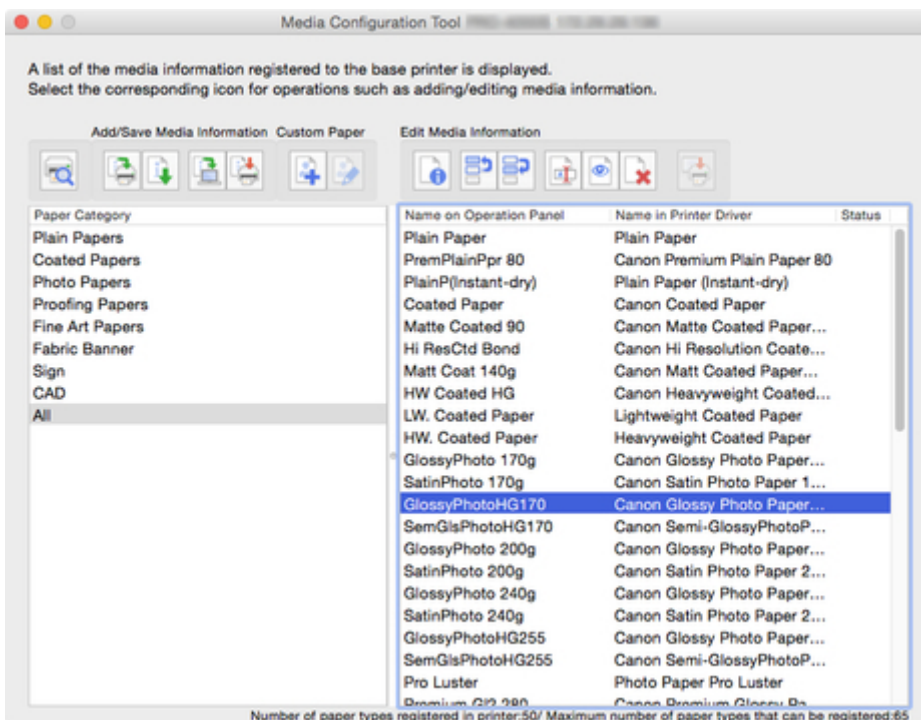 Media Configuration Tool
A list of the media information registered to the base printer is displayed.
Select the corresponding icon for operations such as adding/editing media information.
Add/Save Media Information Custom Paper Edit Media Information
Paper Category
Plain Papers
Coated Papers
Photo Papers
Proofing Papers
Fine Art Papers
Fabric Banner
Sign
CAD
All
Name on Operation Panel Name in Printer Driver Status
Plain Paper Plain Paper
PremPlainPpr 80 Canon Premium Plain Paper 80
PlainP(Instant-dry) Plain Paper (Instant-dry)
Coated Paper Canon Coated Paper
Matte Coated 90 Canon Matte Coated Paper...
Hi ResCtd Bond Canon Hi Resolution Coate...
Matt Coat 140g Canon Matt Coated Paper...
HW Coated HG Canon Heavyweight Coated...
LW. Coated Paper Lightweight Coated Paper
HW. Coated Paper Heavyweight Coated Paper
GlossyPhoto 170g Canon Glossy Photo Paper...
SatinPhoto 170g Canon Satin Photo Paper 1...
GlossyPhotoHG170 Canon Glossy Photo Paper...
SemGlsPhotoHG170 Canon Semi-GlossyPhotoP...
GlossyPhoto 200g Canon Glossy Photo Paper...
SatinPhoto 200g Canon Satin Photo Paper 2...
GlossyPhoto 240g Canon Glossy Photo Paper...
SatinPhoto 240g Canon Satin Photo Paper 2...
GlossyPhotoHG255 Canon Glossy Photo Paper...
SemGlsPhotoHG255 Canon Semi-GlossyPhotoP...
Pro Luster Photo Paper Pro Luster
Premium Gl2 280 Canon Premium Glossy Pa...
Number of paper types registered in printer:50/ Maximum number of paper types that can be registered:65